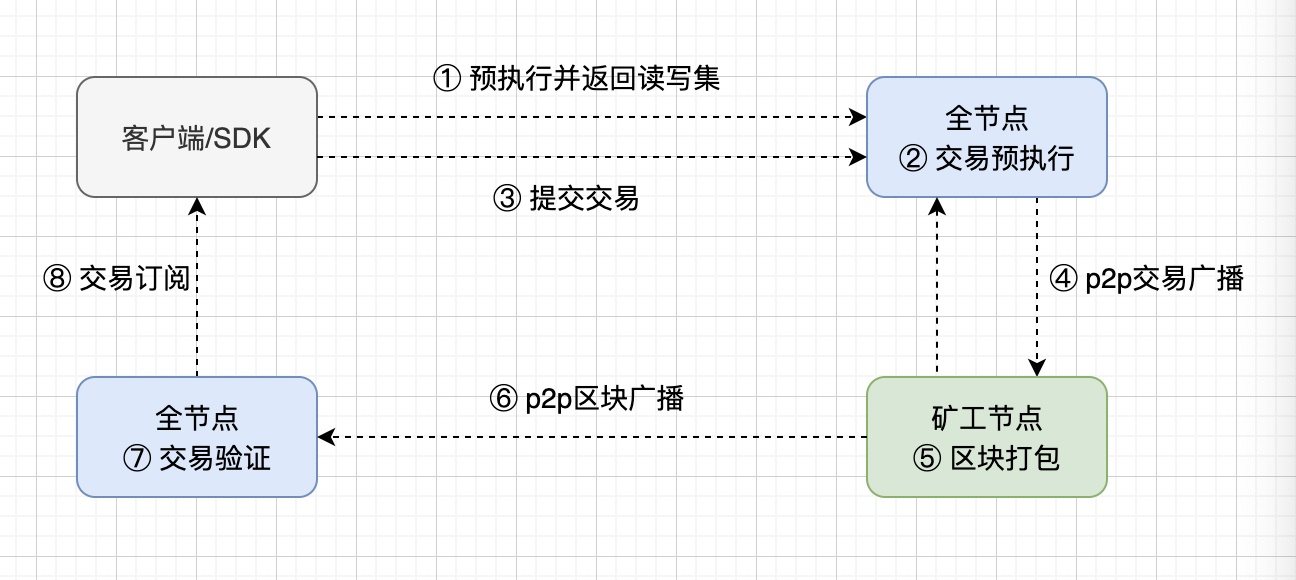 ① 预执行并返回读写集
客户端/SDK
全节点
② 交易预执行
③ 提交交易
⑧ 交易订阅
④ p2p交易广播
⑥ p2p区块广播
全节点
⑦ 交易验证
矿工节点
⑤ 区块打包